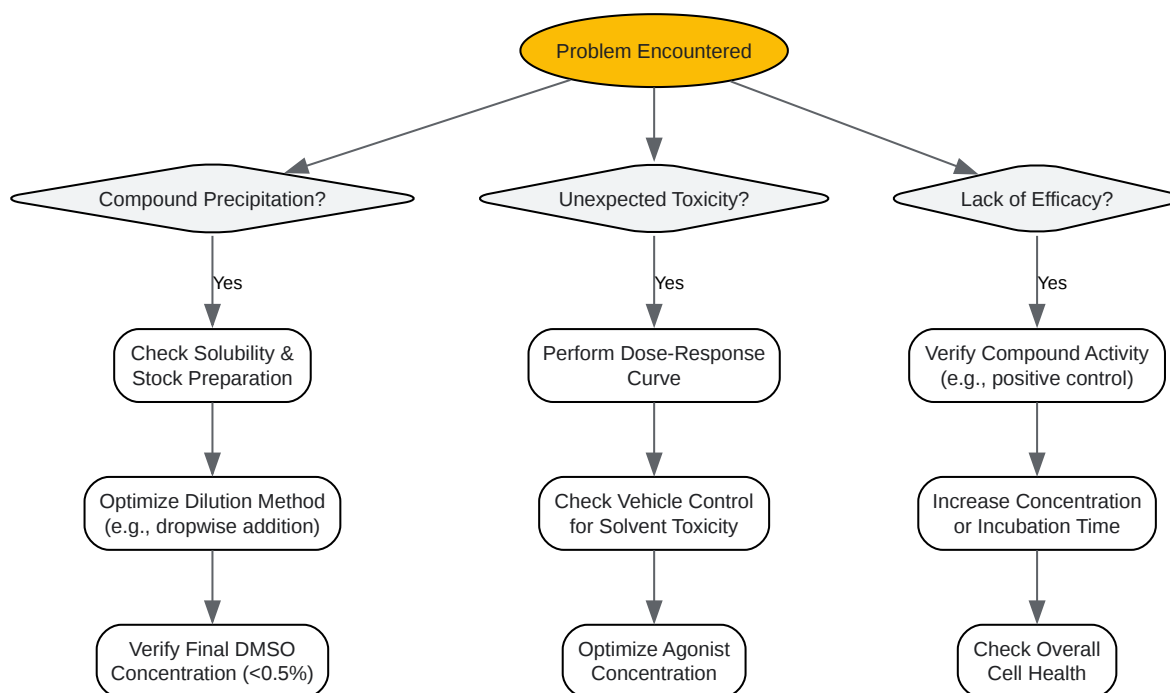 Problem Encountered
Compound Precipitation?
Unexpected Toxicity?
Lack of Efficacy?
Yes
Yes
Yes
Check Solubility &
Stock Preparation
Perform Dose-Response
Curve
Verify Compound Activity
(e.g., positive control)
Optimize Dilution Method
(e.g., dropwise addition)
Check Vehicle Control
for Solvent Toxicity
Increase Concentration
or Incubation Time
Verify Final DMSO
Concentration (<0.5%)
Optimize Agonist
Concentration
Check Overall
Cell Health